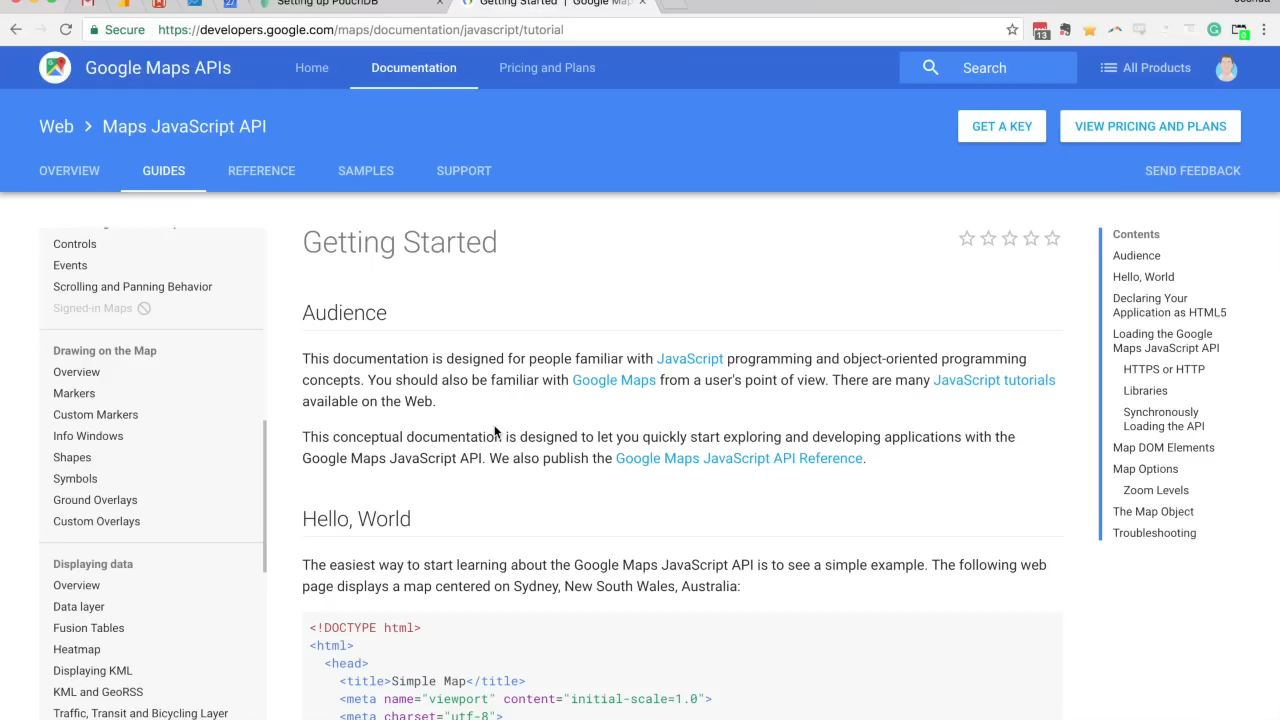 Setting up PouchDB
Getting Started | Google Map
Joshua
Secure https://developers.google.com/maps/documentation/javascript/tutorial
13
0
Google Maps APIs
Home
Documentation
Pricing and Plans
Search
All Products
Web > Maps JavaScript API
GET A KEY
VIEW PRICING AND PLANS
OVERVIEW
GUIDES
REFERENCE
SAMPLES
SUPPORT
SEND FEEDBACK
Controls
Events
Scrolling and Panning Behavior
Signed-in Maps
Drawing on the Map
Overview
Markers
Custom Markers
Info Windows
Shapes
Symbols
Ground Overlays
Custom Overlays
Displaying data
Overview
Data layer
Fusion Tables
Heatmap
Displaying KML
KML and GeoRSS
Traffic, Transit and Bicycling Layer
Getting Started
Audience
This documentation is designed for people familiar with JavaScript programming and object-oriented programming
concepts. You should also be familiar with Google Maps from a user's point of view. There are many JavaScript tutorials
available on the Web.
This conceptual documentation is designed to let you quickly start exploring and developing applications with the
Google Maps JavaScript API. We also publish the Google Maps JavaScript API Reference.
Hello, World
The easiest way to start learning about the Google Maps JavaScript API is to see a simple example. The following web
page displays a map centered on Sydney, New South Wales, Australia:
<!DOCTYPE html>
<html>
<head>
<title>Simple Map</title>
<meta name="viewport" content="initial-scale=1.0">
<meta charset="utf-8">
Contents
Audience
Hello, World
Declaring Your
Application as HTML5
Loading the Google
Maps JavaScript API
HTTPS or HTTP
Libraries
Synchronously
Loading the API
Map DOM Elements
Map Options
Zoom Levels
The Map Object
Troubleshooting